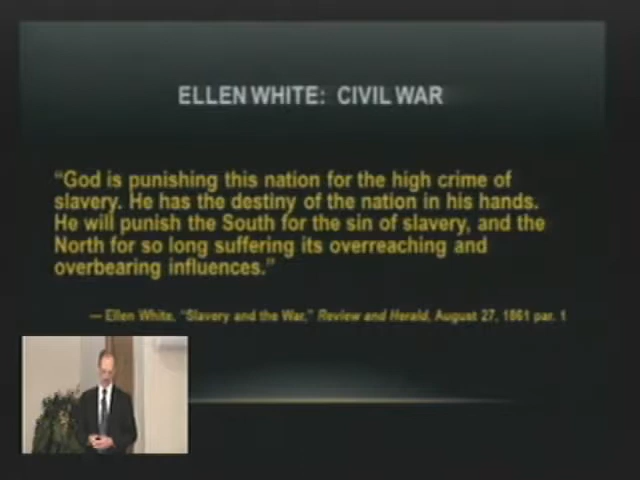 ELLEN WHITE: CIVIL WAR
“God is punishing this nation for the high crime of
slavery. He has the destiny of the nation in his hands.
He will punish the South for the sin of slavery, and the
North for so long suffering its overreaching and
overbearing influences.”
— Ellen White, “Slavery and the War,” Review and Herald, August 27, 1861 par. 1